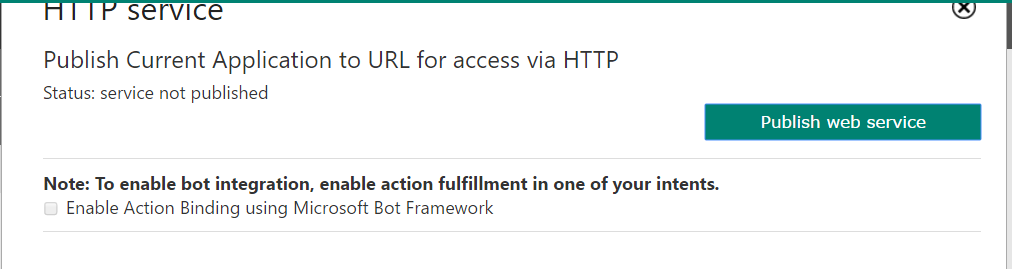 HTTP service
Publish Current Application to URL for access via HTTP
Status: service not published
Publish web service
Note: To enable bot integration, enable action fulfillment in one of your intents.
Enable Action Binding using Microsoft Bot Framework